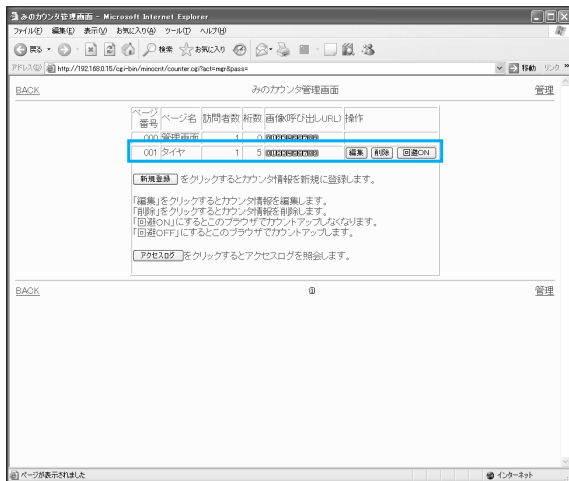 みのカウンタ管理画面 - Microsoft Internet Explorer
ファイル(F) 編集(E) 表示(V) お気に入り(A) ツール(T) ヘルプ(H)
戻る 検索 お気に入り
アドレス(D) http://192.168.0.15/cgi-bin/minocnt/counter.cgi?act=mgr&pass= 移動 リンク »
BACK みのカウンタ管理画面 管理
ページ番号 ページ名 訪問者数 桁数 画像(呼び出しURL) 操作
000 管理画面 1 0 0123456789
001 タイヤ 1 5 0123456789 編集 削除 回避ON
新規登録 をクリックするとカウンタ情報を新規に登録します。
「編集」をクリックするとカウンタ情報を編集します。
「削除」をクリックするとカウンタ情報を削除します。
「回避ON」にするとこのブラウザでカウントアップしなくなります。
「回避OFF」にするとこのブラウザでカウントアップします。
アクセスログ をクリックするとアクセスログを照会します。
BACK 管理
ページが表示されました インターネット